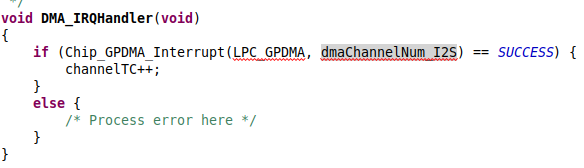 */
void DMA_IRQHandler(void)
{
    if (Chip_GPDMA_Interrupt(LPC_GPDMA, dmaChannelNum_I2S) == SUCCESS) {
        channelTC++;
    }
    else {
        /* Process error here */
    }
}